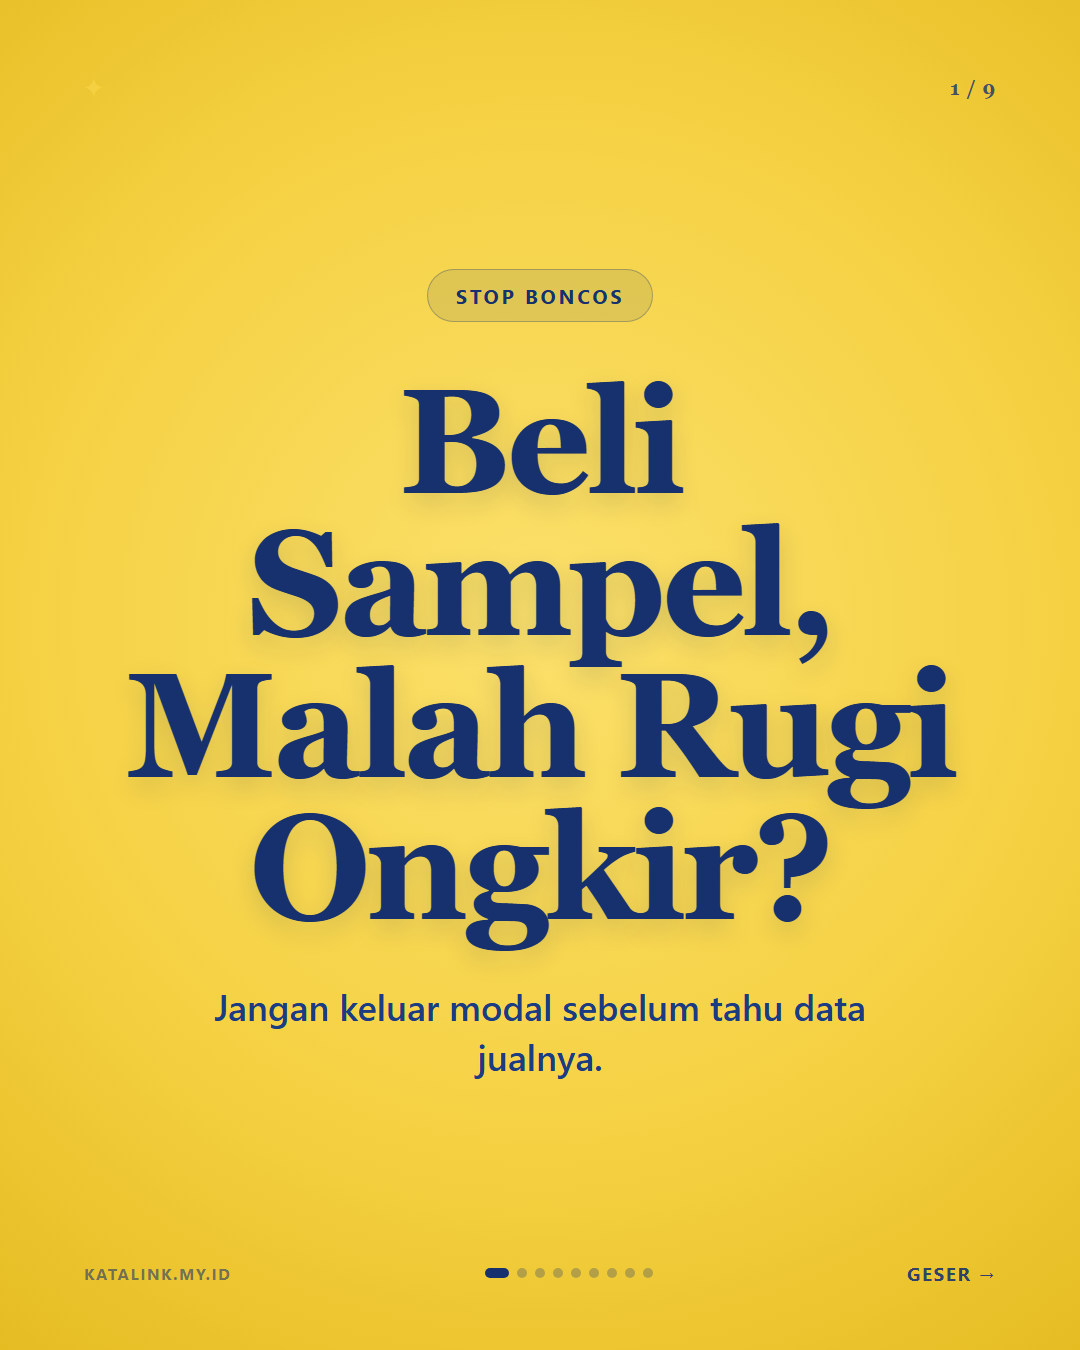 1 / 9
STOP BONCOS
Beli
Sampel,
Malah Rugi
Ongkir?
Jangan keluar modal sebelum tahu data
jualnya.
KATALINK.MY.ID
GESER →